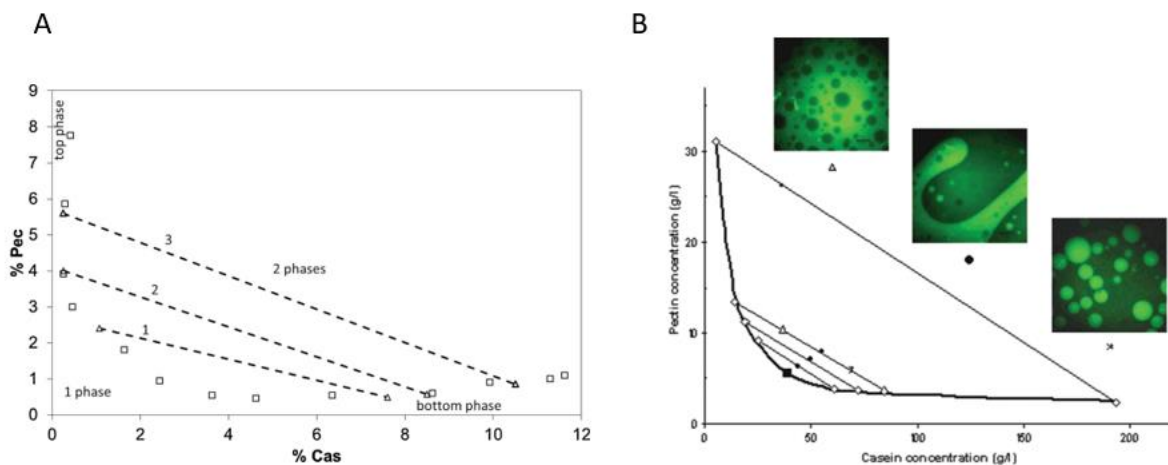 A
9
8
7
6
5
4
3
2
1
0
% Pec
top phase
3
2 phases
2
1
1 phase
bottom phase
0 2 4 6 8 10 12
% Cas
B
30
20
10
0
Pectin concentration (g/l)
0 50 100 150 200
Casein concentration (g/l)